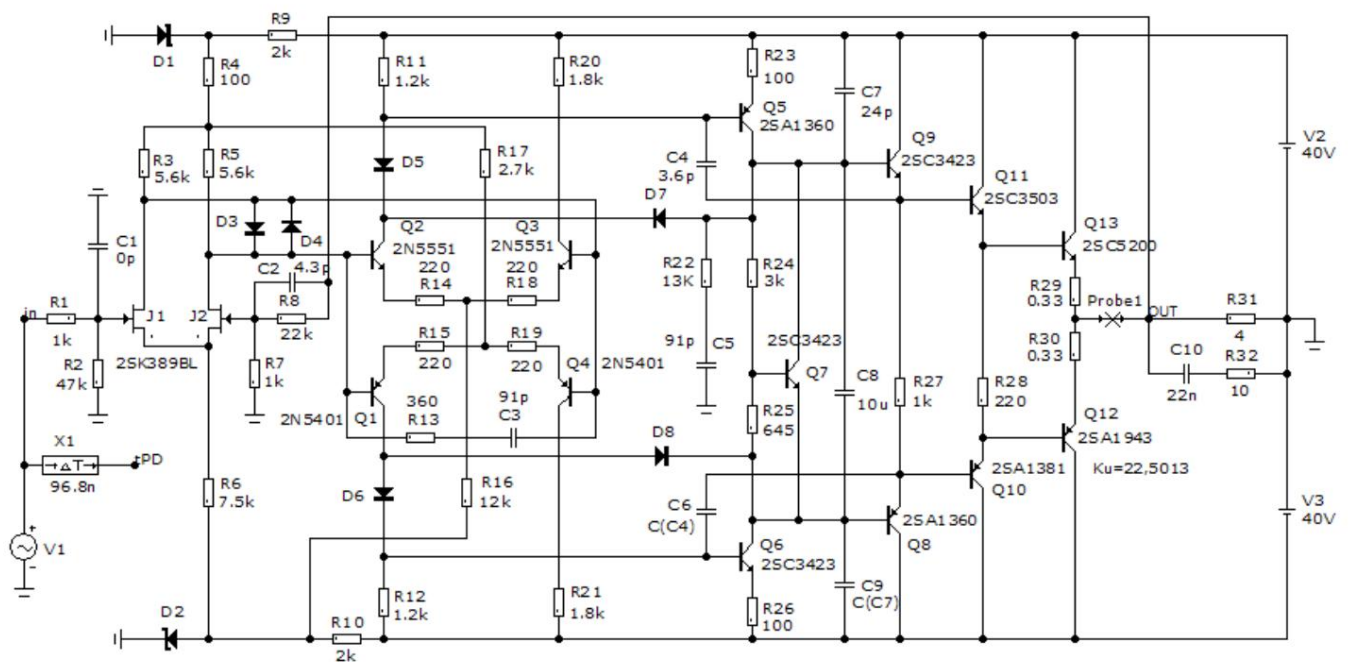 R9
2k
D1
R4
100
R11
1.2k
R20
1.8k
R23
100
C7
24p
Q5
2SA1360
Q9
2SC3423
V2
40V
R3
5.6k
R5
5.6k
R17
2.7k
D5
C4
3.6p
Q11
2SC3503
D7
D3
D4
C1
0p
Q2
2N5551
220
Q3
2N5551
220
Q13
2SC5200
C2
4.3p
R14
R18
R22
13K
R24
3k
R29
0.33
Probe1
OUT
R31
4
in
R1
1k
J1
J2
R8
22k
2SK389BL
R2
47k
R7
1k
R15
220
R19
220
Q4
2N5401
91p
C5
2SC3423
Q7
R30
0.33
C10
22n
R32
10
C8
10u
R27
1k
R28
220
2N5401
Q1
360
R13
91p
C3
R25
645
Q12
2SA1943
X1
ΔT
tPD
96.8n
D8
2SA1381
Q10
Ku=22,5013
R6
7.5k
D6
R16
12k
C6
C(C4)
2SA1360
Q8
V3
40V
+
V1
-
Q6
2SC3423
R12
1.2k
R21
1.8k
R26
100
C9
C(C7)
D2
R10
2k